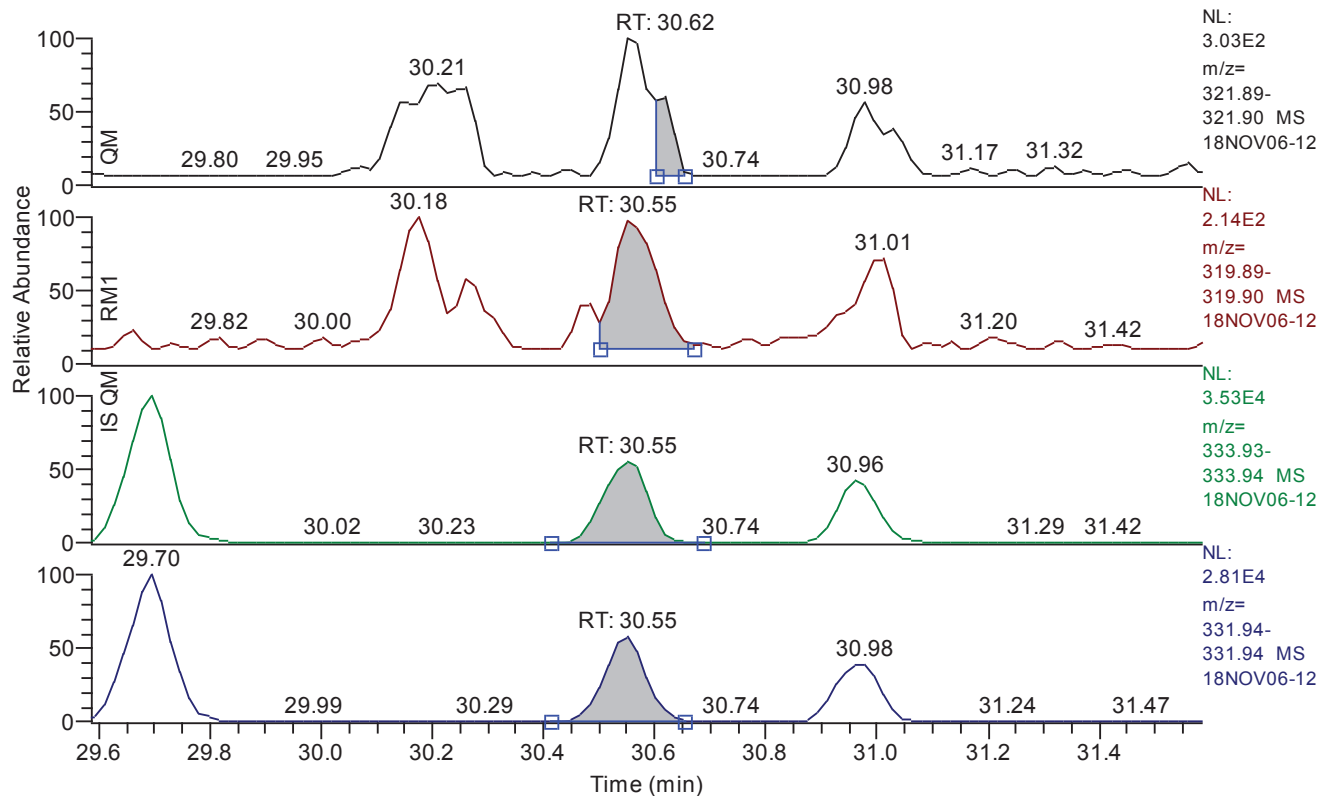 RT: 30.62
100
30.21
30.98
50
29.80 29.95 30.74 31.17 31.32
0
QM
NL:
3.03E2
m/z=
321.89-
321.90 MS
18NOV06-12
30.18 RT: 30.55
100
31.01
50
29.82 30.00 31.20 31.42
0
RM1
NL:
2.14E2
m/z=
319.89-
319.90 MS
18NOV06-12
Relative Abundance
100
RT: 30.55
30.96
50
30.02 30.23 30.74 31.29 31.42
0
IS QM
NL:
3.53E4
m/z=
333.93-
333.94 MS
18NOV06-12
29.70
100
RT: 30.55
30.98
50
29.99 30.29 30.74 31.24 31.47
0
NL:
2.81E4
m/z=
331.94-
331.94 MS
18NOV06-12
29.6 29.8 30.0 30.2 30.4 30.6 30.8 31.0 31.2 31.4
Time (min)